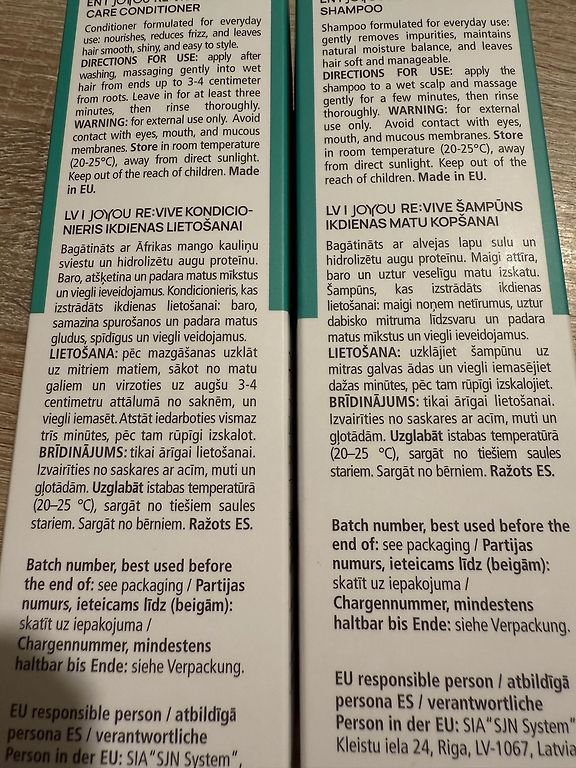 CARE CONDITIONER
Conditioner formulated for everyday
use: nourishes, reduces frizz, and leaves
hair smooth, shiny, and easy to style.
DIRECTIONS FOR USE: apply after
washing, massaging gently into wet
hair from ends up to 3-4 centimeter
from roots. Leave in for at least three
minutes, then rinse thoroughly.
WARNING: for external use only. Avoid
contact with eyes, mouth, and mucous
membranes. Store in room temperature
(20-25°C), away from direct sunlight.
Keep out of the reach of children. Made
in EU.
LV I JOYOU RE:VIVE KONDICIO-
NIERIS IKDIENAS LIETOŠANAI
Bagātināts ar Āfrikas mango kauliņu
sviestu un hidrolizētu augu proteīnu.
Baro, atšķetina un padara matus mīkstus
un viegli ieveidojamus. Kondicionieris, kas
izstrādāts ikdienas lietošanai: baro,
samazina spurošanos un padara matus
gludus, spīdīgus un viegli veidojamus.
LIETOŠANA: pēc mazgāšanas uzklāt
uz mitriem matiem, sākot no matu
galiem un virzoties uz augšu 3-4
centimetru attālumā no saknēm, un
viegli iemasēt. Atstāt iedarboties vismaz
trīs minūtes, pēc tam rūpīgi izskalot.
BRĪDINĀJUMS: tikai ārīgai lietošanai.
Izvairīties no saskares ar acīm, muti un
gļotādām. Uzglabāt istabas temperatūrā
(20–25 °C), sargāt no tiešiem saules
stariem. Sargāt no bērniem. Ražots ES.
Batch number, best used before
the end of: see packaging / Partijas
numurs, ieteicams līdz (beigām):
skatīt uz iepakojuma /
Chargennummer, mindestens
haltbar bis Ende: siehe Verpackung.
EU responsible person / atbildīgā
persona ES / verantwortliche
Person in der EU: SIA “SJN System”,
SHAMPOO
Shampoo formulated for everyday use:
gently removes impurities, maintains
natural moisture balance, and leaves
hair soft and manageable.
DIRECTIONS FOR USE: apply the
shampoo to a wet scalp and massage
gently for a few minutes, then rinse
thoroughly. WARNING: for external
use only. Avoid contact with eyes,
mouth, and mucous membranes. Store
in room temperature (20-25°C), away
from direct sunlight. Keep out of the
reach of children. Made in EU.
LV I JOYOU RE:VIVE ŠAMPŪNS
IKDIENAS MATU KOPŠANAI
Bagātināts ar alvejas lapu sulu un
hidrolizētu augu proteīnu. Maigi attīra,
baro un uztur veselīgu matu izskatu.
Šampūns, kas izstrādāts ikdienas
lietošanai: maigi noņem netīrumus, uztur
dabisko mitruma līdzsvaru un padara
matus mīkstus un viegli ieveidojamus.
LIETOŠANA: uzklājiet šampūnu uz
mitras galvas ādas un viegli iemasējiet
dažas minūtes, pēc tam rūpīgi izskalojiet.
BRĪDINĀJUMS: tikai ārīgai lietošanai.
Izvairīties no saskares ar acīm, muti un
gļotādām. Uzglabāt istabas temperatūrā
(20–25 °C), sargāt no tiešiem saules
stariem. Sargāt no bērniem. Ražots ES.
Batch number, best used before the
end of: see packaging / Partijas
numurs, ieteicams līdz (beigām):
skatīt uz iepakojuma /
Chargennummer, mindestens
haltbar bis Ende: siehe Verpackung.
EU responsible person / atbildīgā
persona ES / verantwortliche
Person in der EU: SIA “SJN System”
Kleistu iela 24, Riga, LV-1067, Latvia